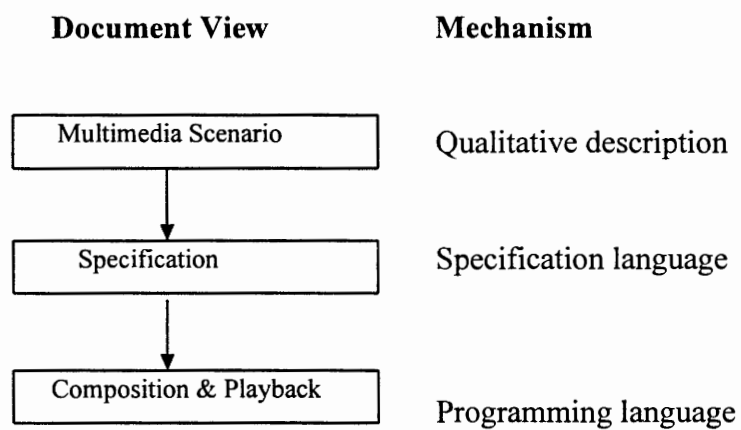 Document View Mechanism
Multimedia Scenario Qualitative description
Specification Specification language
Composition & Playback
Programming language